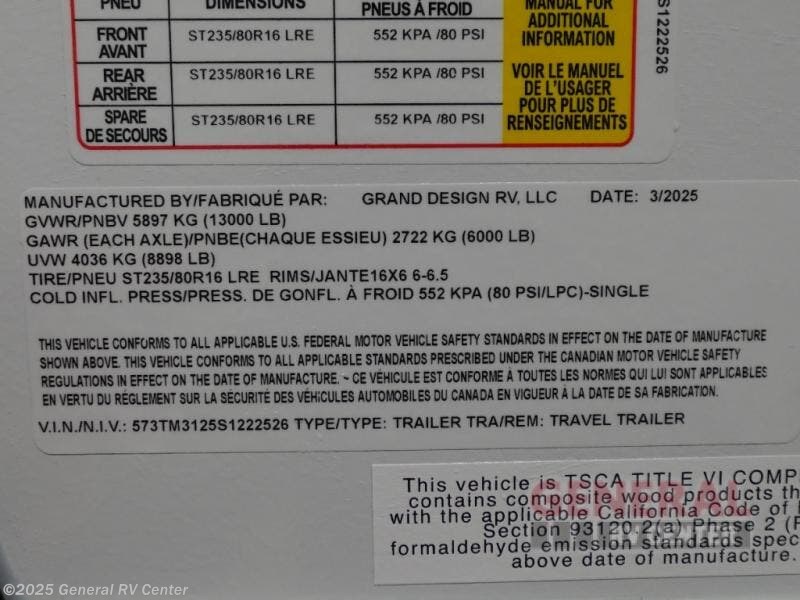 PNEU DIMENSIONS PNEUS À FROID
FRONT ST235/80R16 LRE 552 KPA /80 PSI
AVANT
REAR ST235/80R16 LRE 552 KPA /80 PSI
ARRIÈRE
SPARE ST235/80R16 LRE 552 KPA /80 PSI
DE SECOURS
MANUAL FOR
ADDITIONAL
INFORMATION
VOIR LE MANUEL
DE L'USAGER
POUR PLUS DE
RENSEIGNEMENTS
S1222526
MANUFACTURED BY/FABRIQUÉ PAR: GRAND DESIGN RV, LLC DATE: 3/2025
GVWR/PNBV 5897 KG (13000 LB)
GAWR (EACH AXLE)/PNBE(CHAQUE ESSIEU) 2722 KG (6000 LB)
UVW 4036 KG (8898 LB)
TIRE/PNEU ST235/80R16 LRE RIMS/JANTE16X6 6-6.5
COLD INFL. PRESS/PRESS. DE GONFL. À FROID 552 KPA (80 PSI/LPC)-SINGLE
THIS VEHICLE CONFORMS TO ALL APPLICABLE U.S. FEDERAL MOTOR VEHICLE SAFETY STANDARDS IN EFFECT ON THE DATE OF MANUFACTURE
SHOWN ABOVE. THIS VEHICLE CONFORMS TO ALL APPLICABLE STANDARDS PRESCRIBED UNDER THE CANADIAN MOTOR VEHICLE SAFETY
REGULATIONS IN EFFECT ON THE DATE OF MANUFACTURE. ~ CE VÉHICULE EST CONFORME À TOUTES LES NORMES QUI LUI SONT APPLICABLES
EN VERTU DU RÉGLEMENT SUR LA SÉCURITÉ DES VÉHICULES AUTOMOBILES DU CANADA EN VIGUEUR À LA DATE DE SA FABRICATION.
V.I.N./N.I.V.: 573TM3125S1222526 TYPE/TYPE: TRAILER TRA/REM: TRAVEL TRAILER
This vehicle is TSCA TITLE VI COMP
contains composite wood products th
with the applicable California Code of
Section 93120.2(a) Phase 2 (F
formaldehyde emission standards spec
above date of manufacture.
GENERAL
©2025 General RV Center